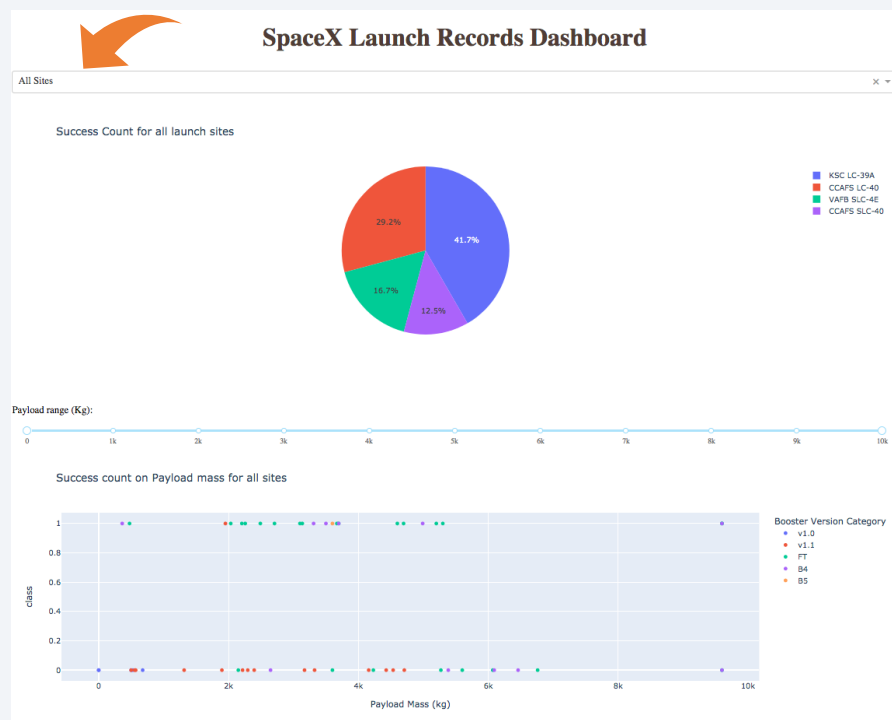 SpaceX Launch Records Dashboard
All Sites
Success Count for all launch sites
KSC LC-39A
CCAFS LC-40
VAFB SLC-4E
CCAFS SLC-40
29.2%
41.7%
16.7%
12.5%
Payload range (Kg):
0 1k 2k 3k 4k 5k 6k 7k 8k 9k 10k
Success count on Payload mass for all sites
Booster Version Category
v1.0
v1.1
FT
B4
B5
class
1
0.8
0.6
0.4
0.2
0
0 2k 4k 6k 8k 10k
Payload Mass (kg)